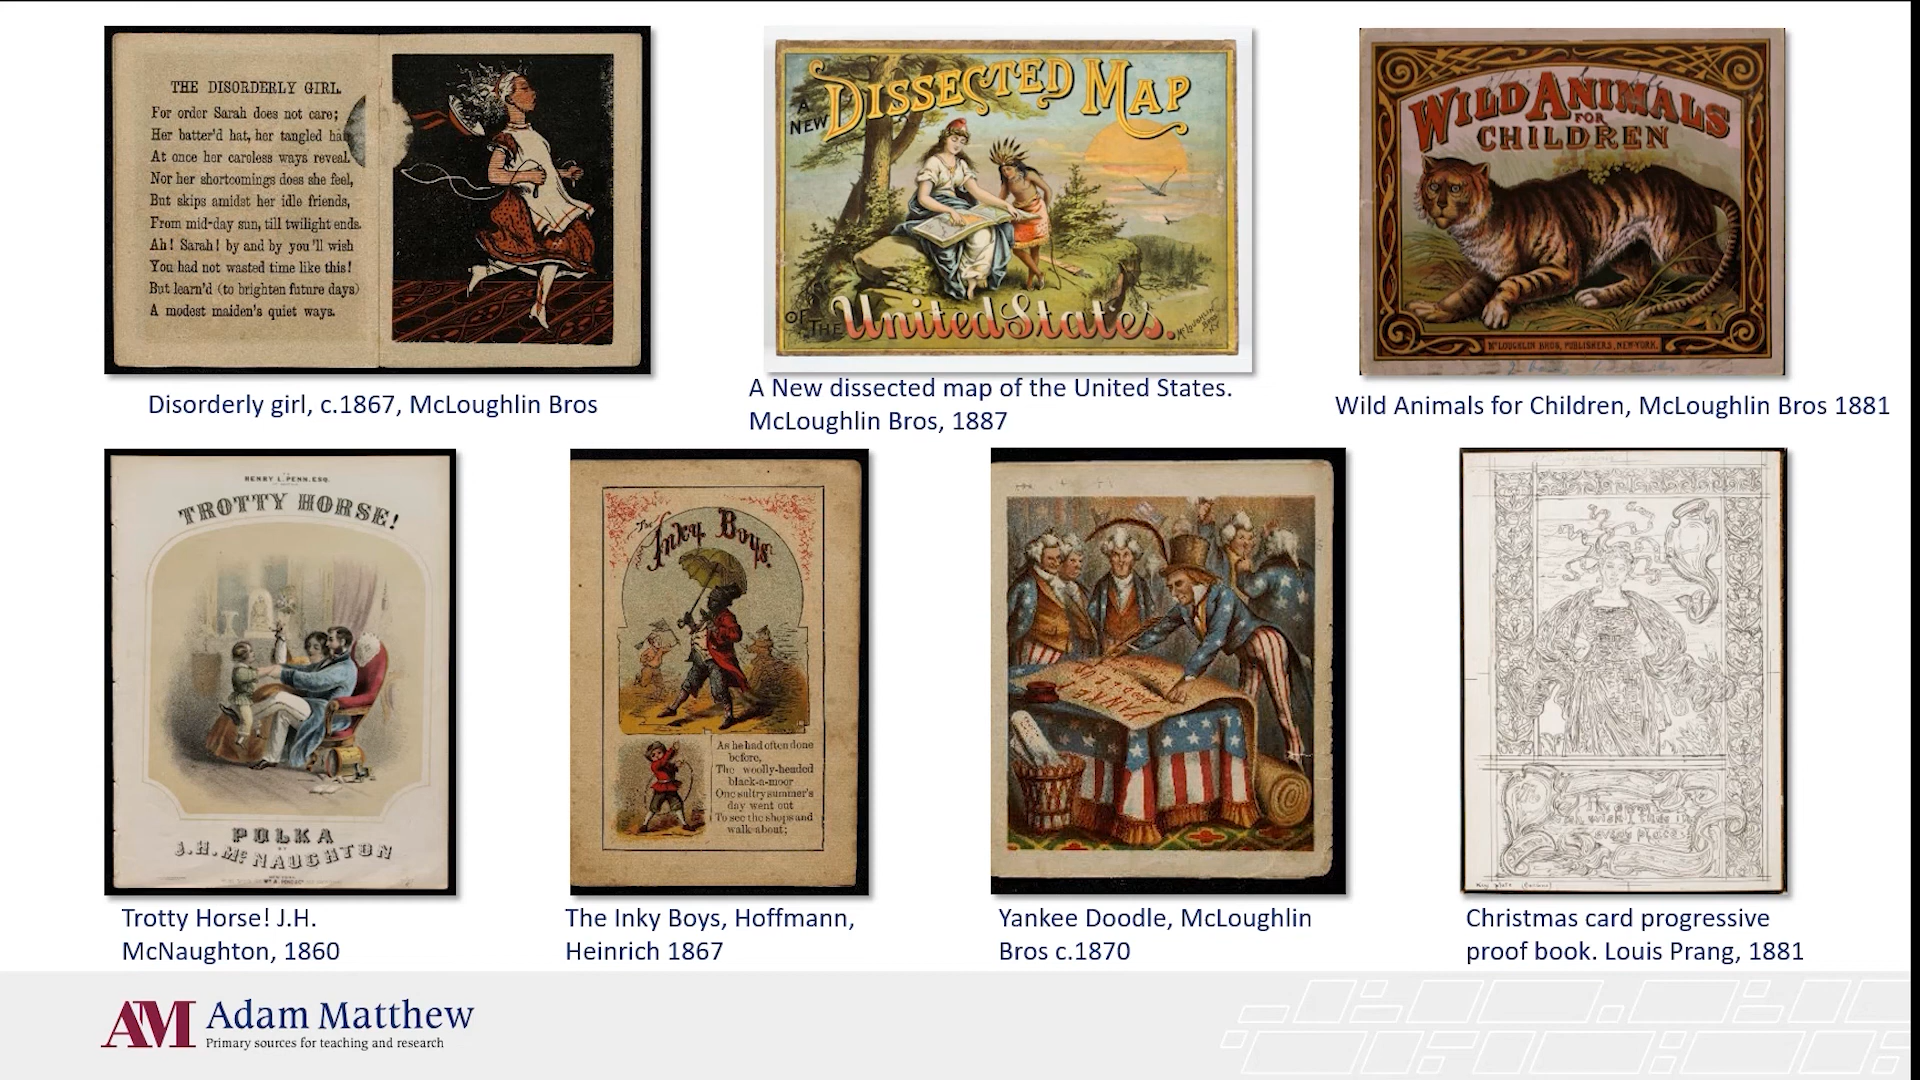 THE DISORDERLY GIRL.
For order Sarah does not care;
Her batter'd hat, her tangled hair
At once her careless ways reveal.
Nor her shortcomings does she feel,
But skips amidst her idle friends,
From mid-day sun, till twilight ends.
Ah! Sarah! by and by you'll wish
You had not wasted time like this!
But learn'd (to brighten future days)
A modest maiden's quiet ways.
A NEW DISSECTED MAP
OF THE United States.
McLOUGHLIN BROS. N.Y.
WILD ANIMALS
FOR
CHILDREN
McLOUGHLIN BROS, PUBLISHERS, NEW-YORK.
Disorderly girl, c.1867, McLoughlin Bros
A New dissected map of the United States.
McLoughlin Bros, 1887
Wild Animals for Children, McLoughlin Bros 1881
HENRY L. PENN. ESQ.
TROTTY HORSE!
POLKA
BY
J.H. McNAUGHTON
The Inky Boys.
As he had often done
before,
The woolly-headed
black-a-moor
One sultry summer's
day went out
To see the shops and
walk about;
Trotty Horse! J.H.
McNaughton, 1860
The Inky Boys, Hoffmann,
Heinrich 1867
Yankee Doodle, McLoughlin
Bros c.1870
Christmas card progressive
proof book. Louis Prang, 1881
AM Adam Matthew
Primary sources for teaching and research